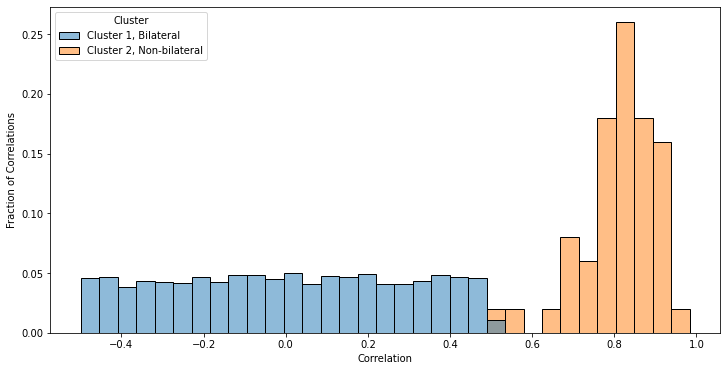 Cluster
Cluster 1, Bilateral
Cluster 2, Non-bilateral
Fraction of Correlations
0.25
0.20
0.15
0.10
0.05
0.00
−0.4 −0.2 0.0 0.2 0.4 0.6 0.8 1.0
Correlation